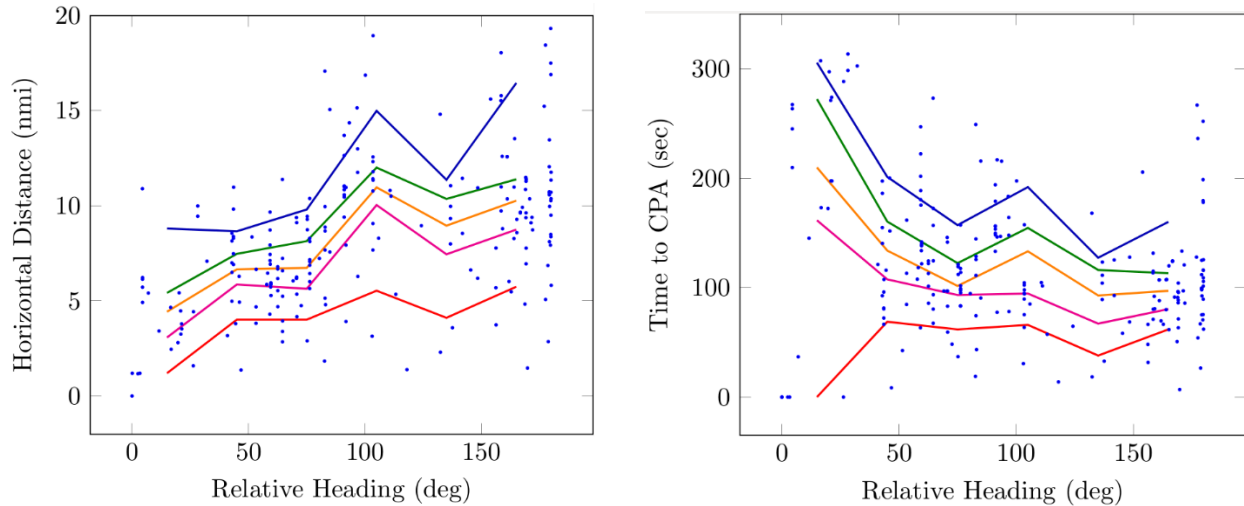 20
15
10
5
0
Horizontal Distance (nmi)
0 50 100 150
Relative Heading (deg)
300
200
100
0
Time to CPA (sec)
0 50 100 150
Relative Heading (deg)